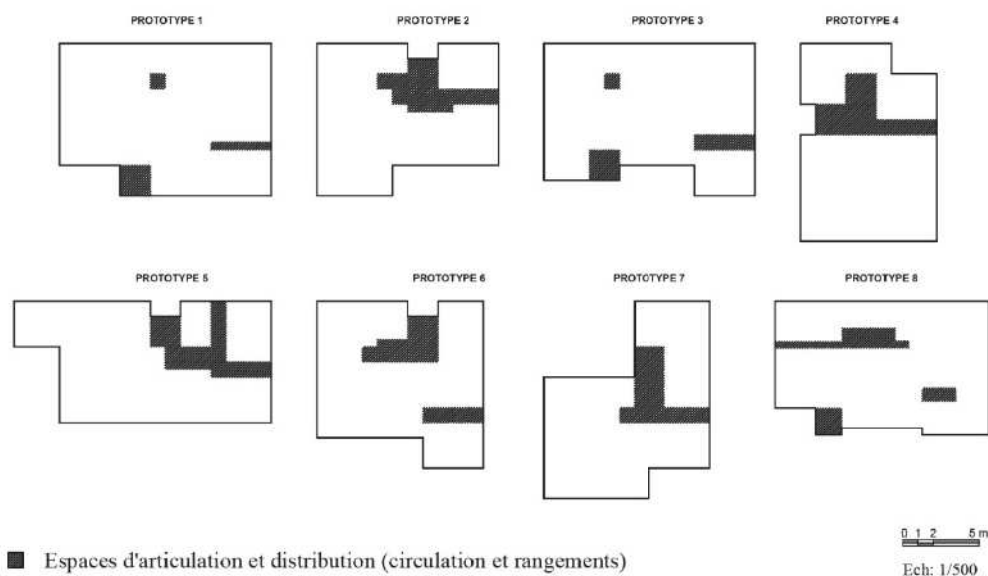 PROTOTYPE 1 PROTOTYPE 2 PROTOTYPE 3 PROTOTYPE 4
PROTOTYPE 5 PROTOTYPE 6 PROTOTYPE 7 PROTOTYPE 8
0 1 2 5 m
Espaces d'articulation et distribution (circulation et rangements)
Ech: 1/500